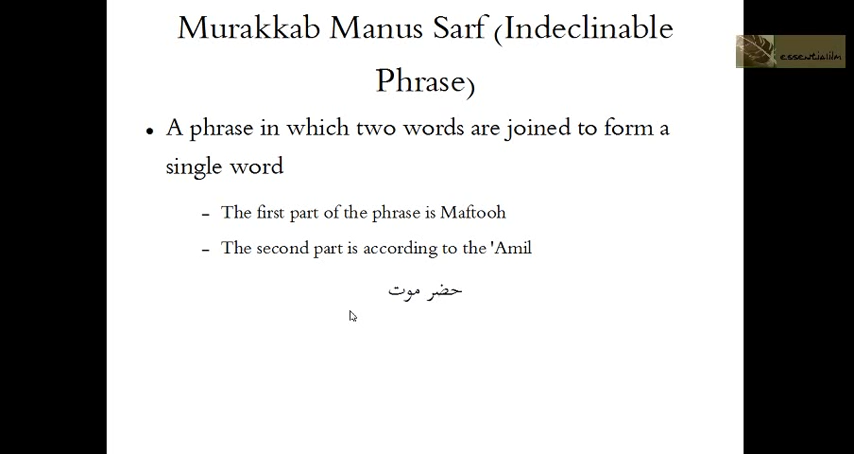 Murakkab Manus Sarf (Indeclinable
Phrase)
essentialilm
• A phrase in which two words are joined to form a
single word
– The first part of the phrase is Maftooh
– The second part is according to the 'Amil
حضر موت